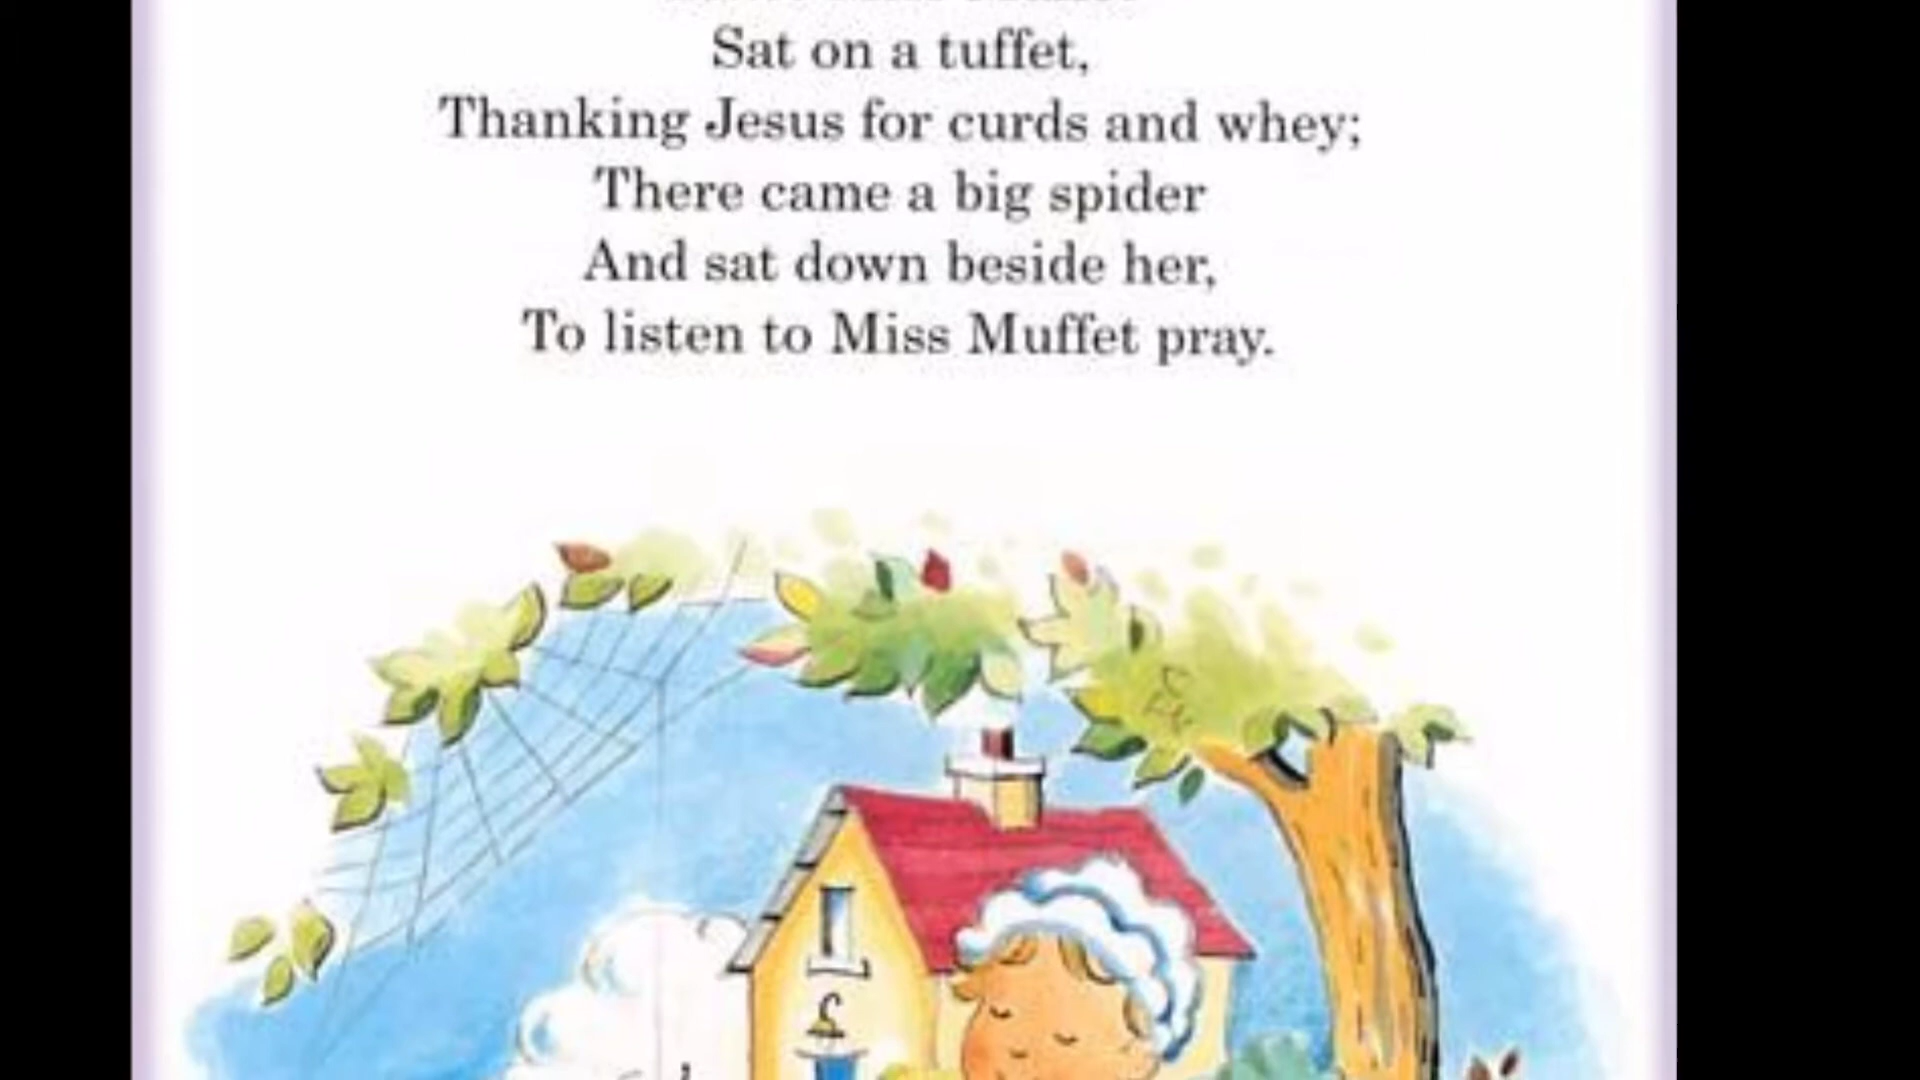 Sat on a tuffet,
Thanking Jesus for curds and whey;
There came a big spider
And sat down beside her,
To listen to Miss Muffet pray.